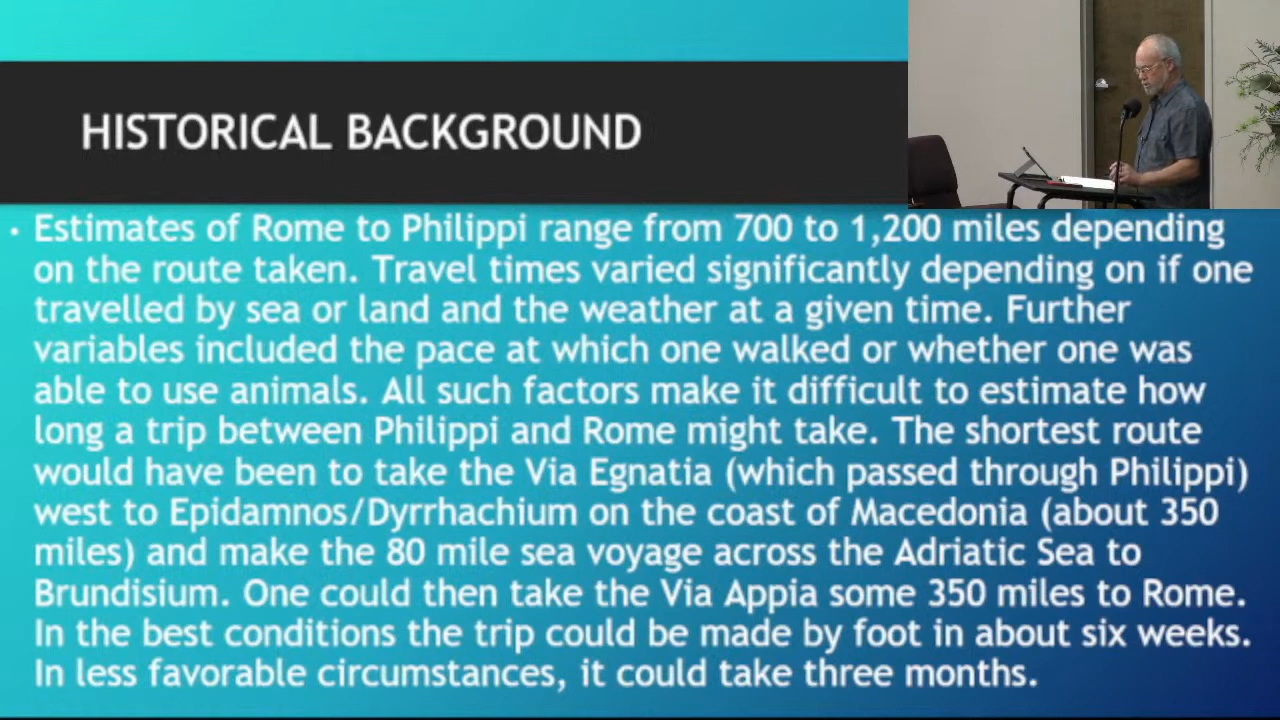 HISTORICAL BACKGROUND
• Estimates of Rome to Philippi range from 700 to 1,200 miles depending
on the route taken. Travel times varied significantly depending on if one
travelled by sea or land and the weather at a given time. Further
variables included the pace at which one walked or whether one was
able to use animals. All such factors make it difficult to estimate how
long a trip between Philippi and Rome might take. The shortest route
would have been to take the Via Egnatia (which passed through Philippi)
west to Epidamnos/Dyrrhachium on the coast of Macedonia (about 350
miles) and make the 80 mile sea voyage across the Adriatic Sea to
Brundisium. One could then take the Via Appia some 350 miles to Rome.
In the best conditions the trip could be made by foot in about six weeks.
In less favorable circumstances, it could take three months.